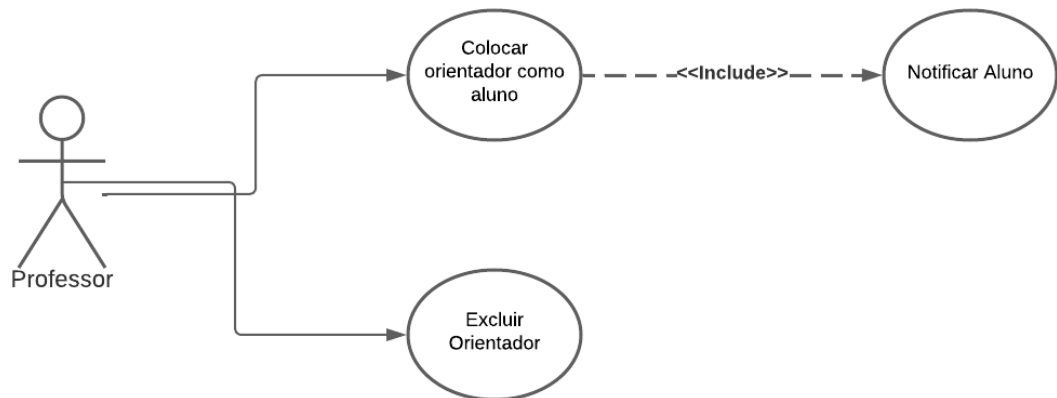 Colocar
orientador como
aluno
<<Include>>
Notificar Aluno
Professor
Excluir
Orientador